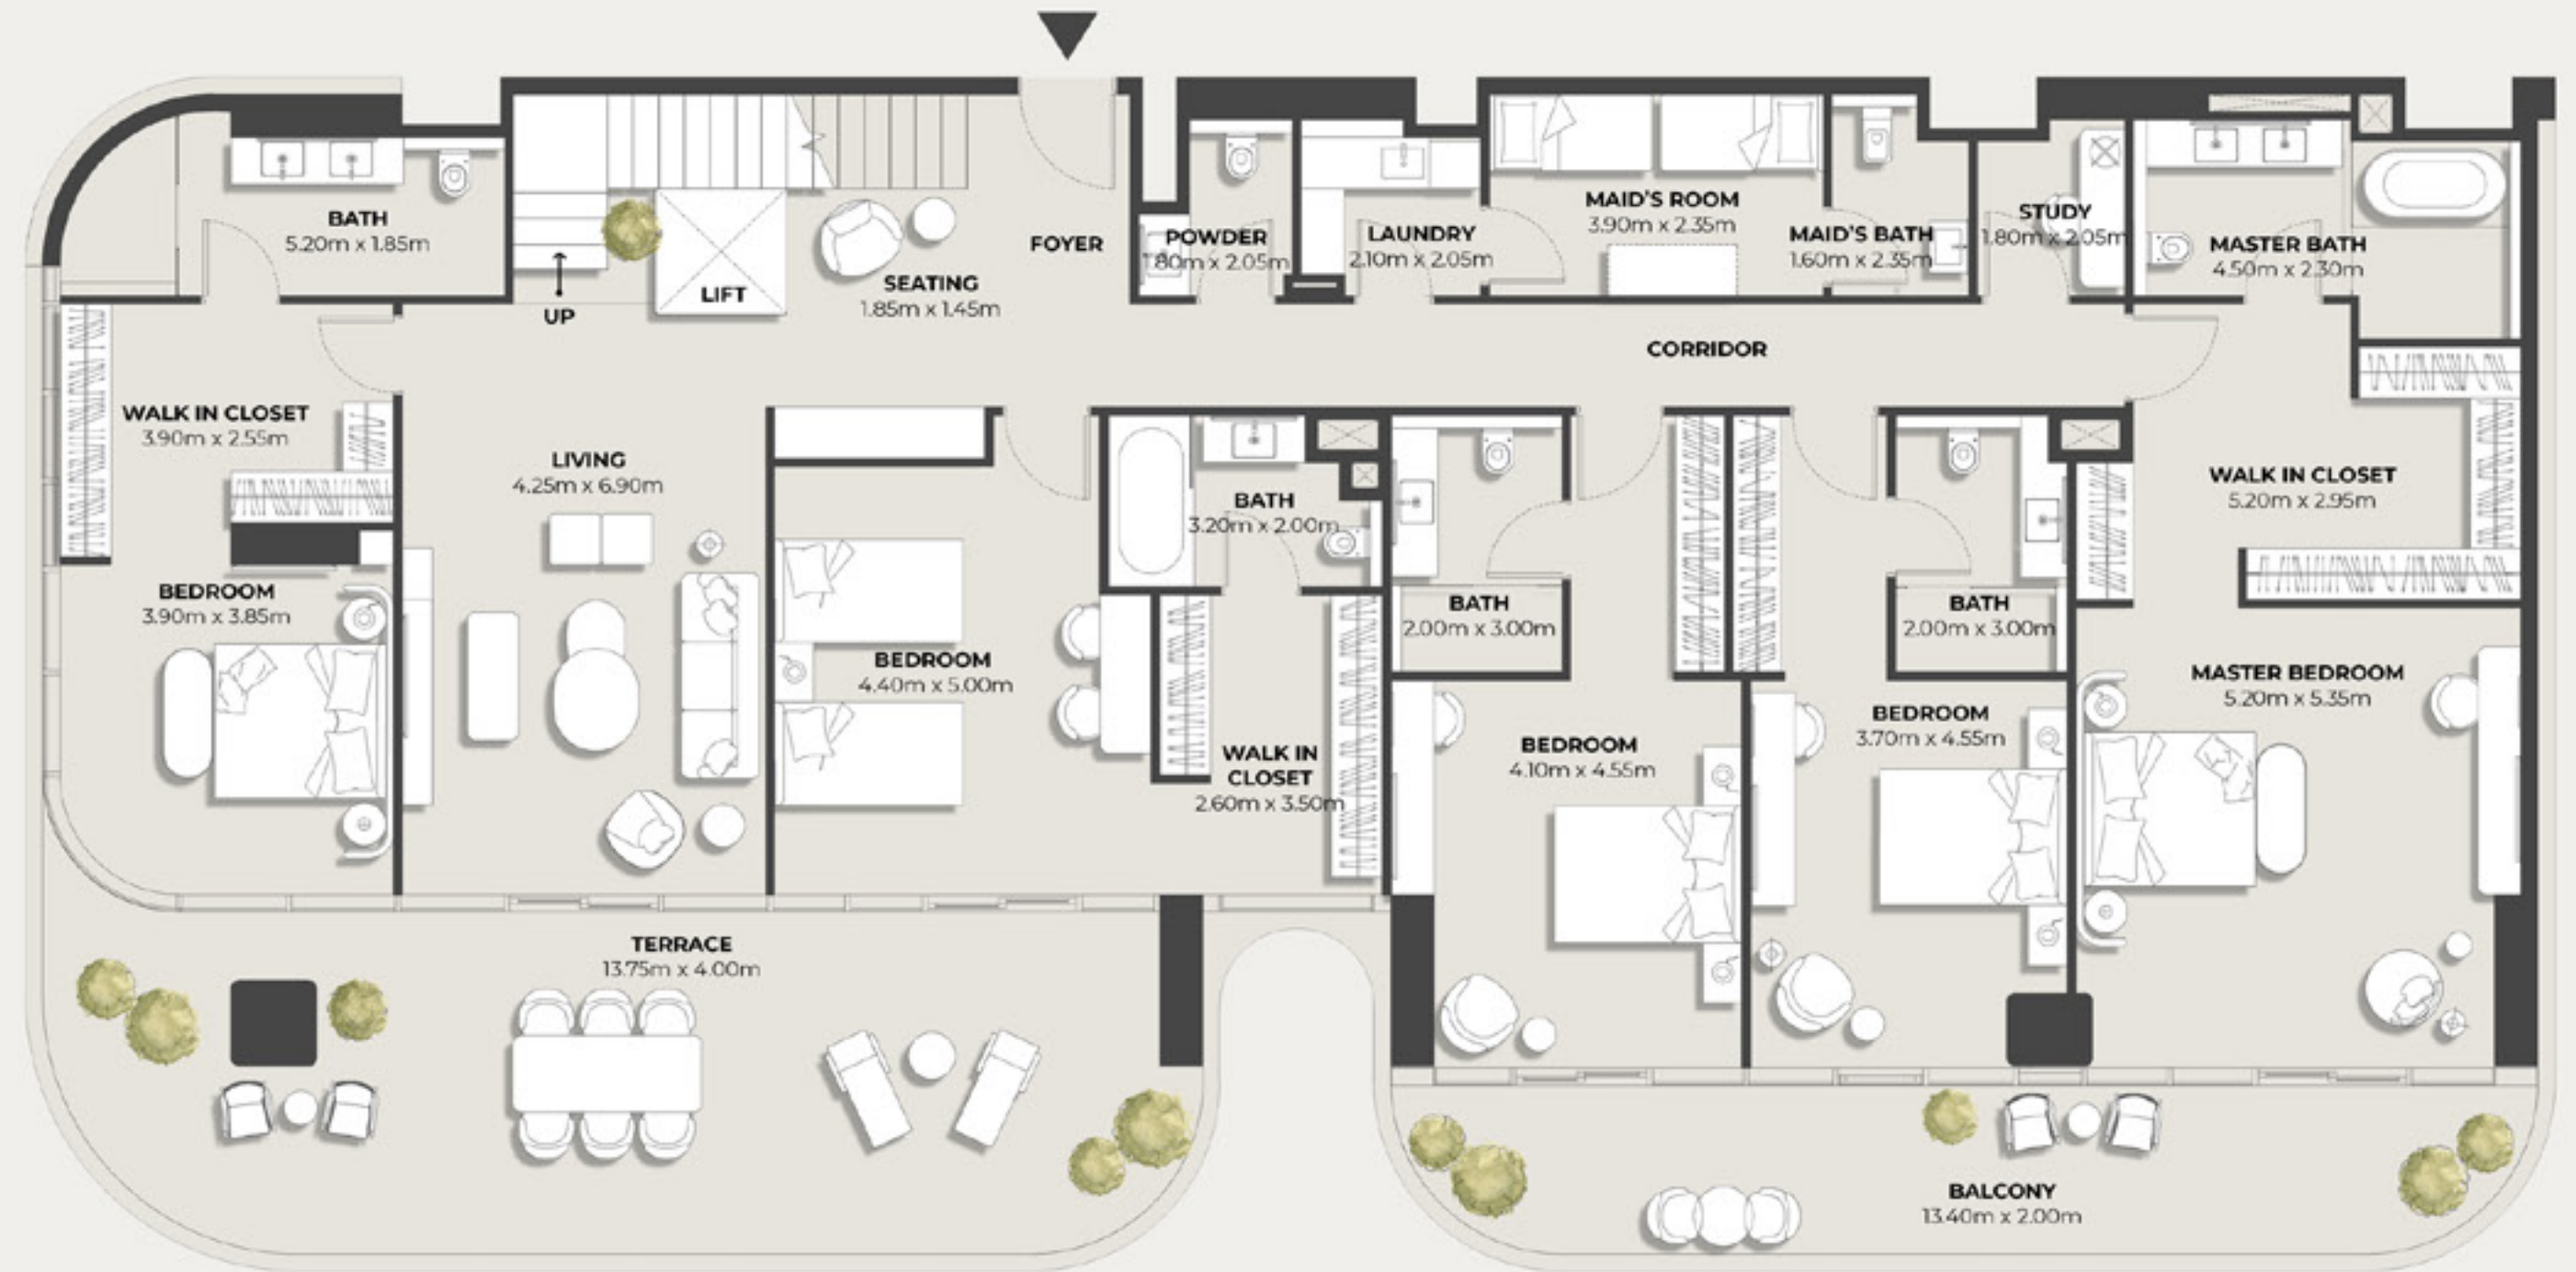 BATH
5.20m x 1.85m
UP
LIFT
SEATING
1.85m x 1.45m
FOYER
POWDER
1.80m x 2.05m
LAUNDRY
2.10m x 2.05m
MAID'S ROOM
3.90m x 2.35m
MAID'S BATH
1.60m x 2.35m
STUDY
1.80m x 2.05m
MASTER BATH
4.50m x 2.30m
CORRIDOR
WALK IN CLOSET
3.90m x 2.55m
LIVING
4.25m x 6.90m
BATH
3.20m x 2.00m
WALK IN CLOSET
5.20m x 2.95m
BEDROOM
3.90m x 3.85m
BEDROOM
4.40m x 5.00m
BATH
2.00m x 3.00m
BATH
2.00m x 3.00m
WALK IN
CLOSET
2.60m x 3.50m
BEDROOM
4.10m x 4.55m
BEDROOM
3.70m x 4.55m
MASTER BEDROOM
5.20m x 5.35m
TERRACE
13.75m x 4.00m
BALCONY
13.40m x 2.00m